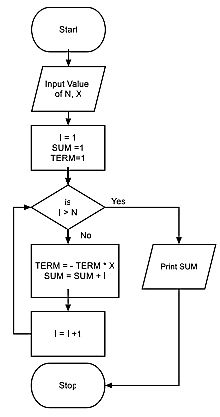 Start
Input Value
of N, X
I = 1
SUM =1
TERM=1
is
I > N
Yes
No
TERM = - TERM * X
SUM = SUM + I
Print SUM
I = I +1
Stop